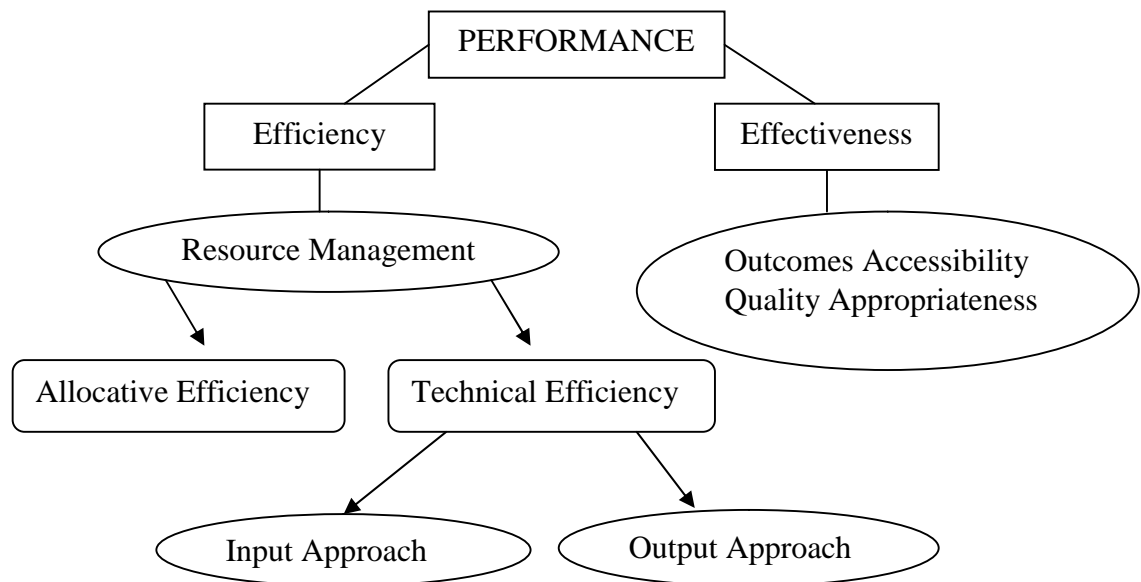 PERFORMANCE
Efficiency
Effectiveness
Resource Management
Outcomes Accessibility
Quality Appropriateness
Allocative Efficiency
Technical Efficiency
Input Approach
Output Approach